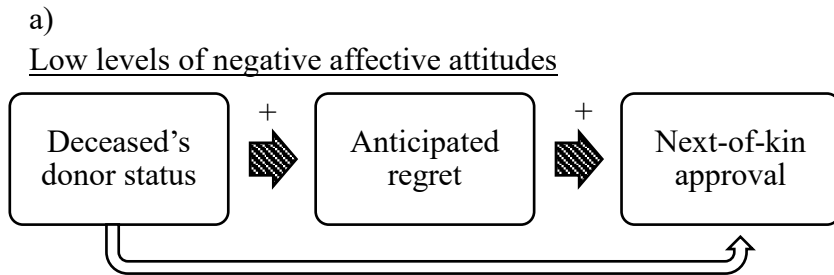 a)
Low levels of negative affective attitudes
+
+
Deceased’s
donor status
Anticipated
regret
Next-of-kin
approval